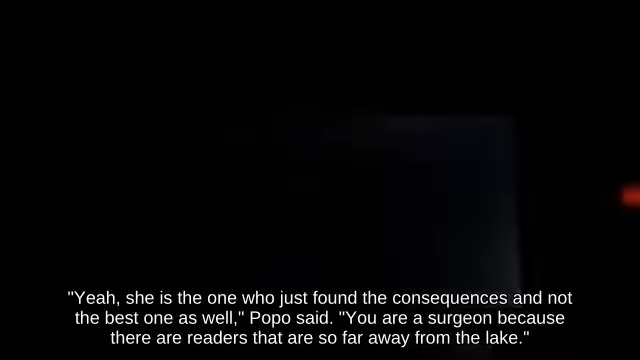 "Yeah, she is the one who just found the consequences and not
the best one as well," Popo said. "You are a surgeon because
there are readers that are so far away from the lake."